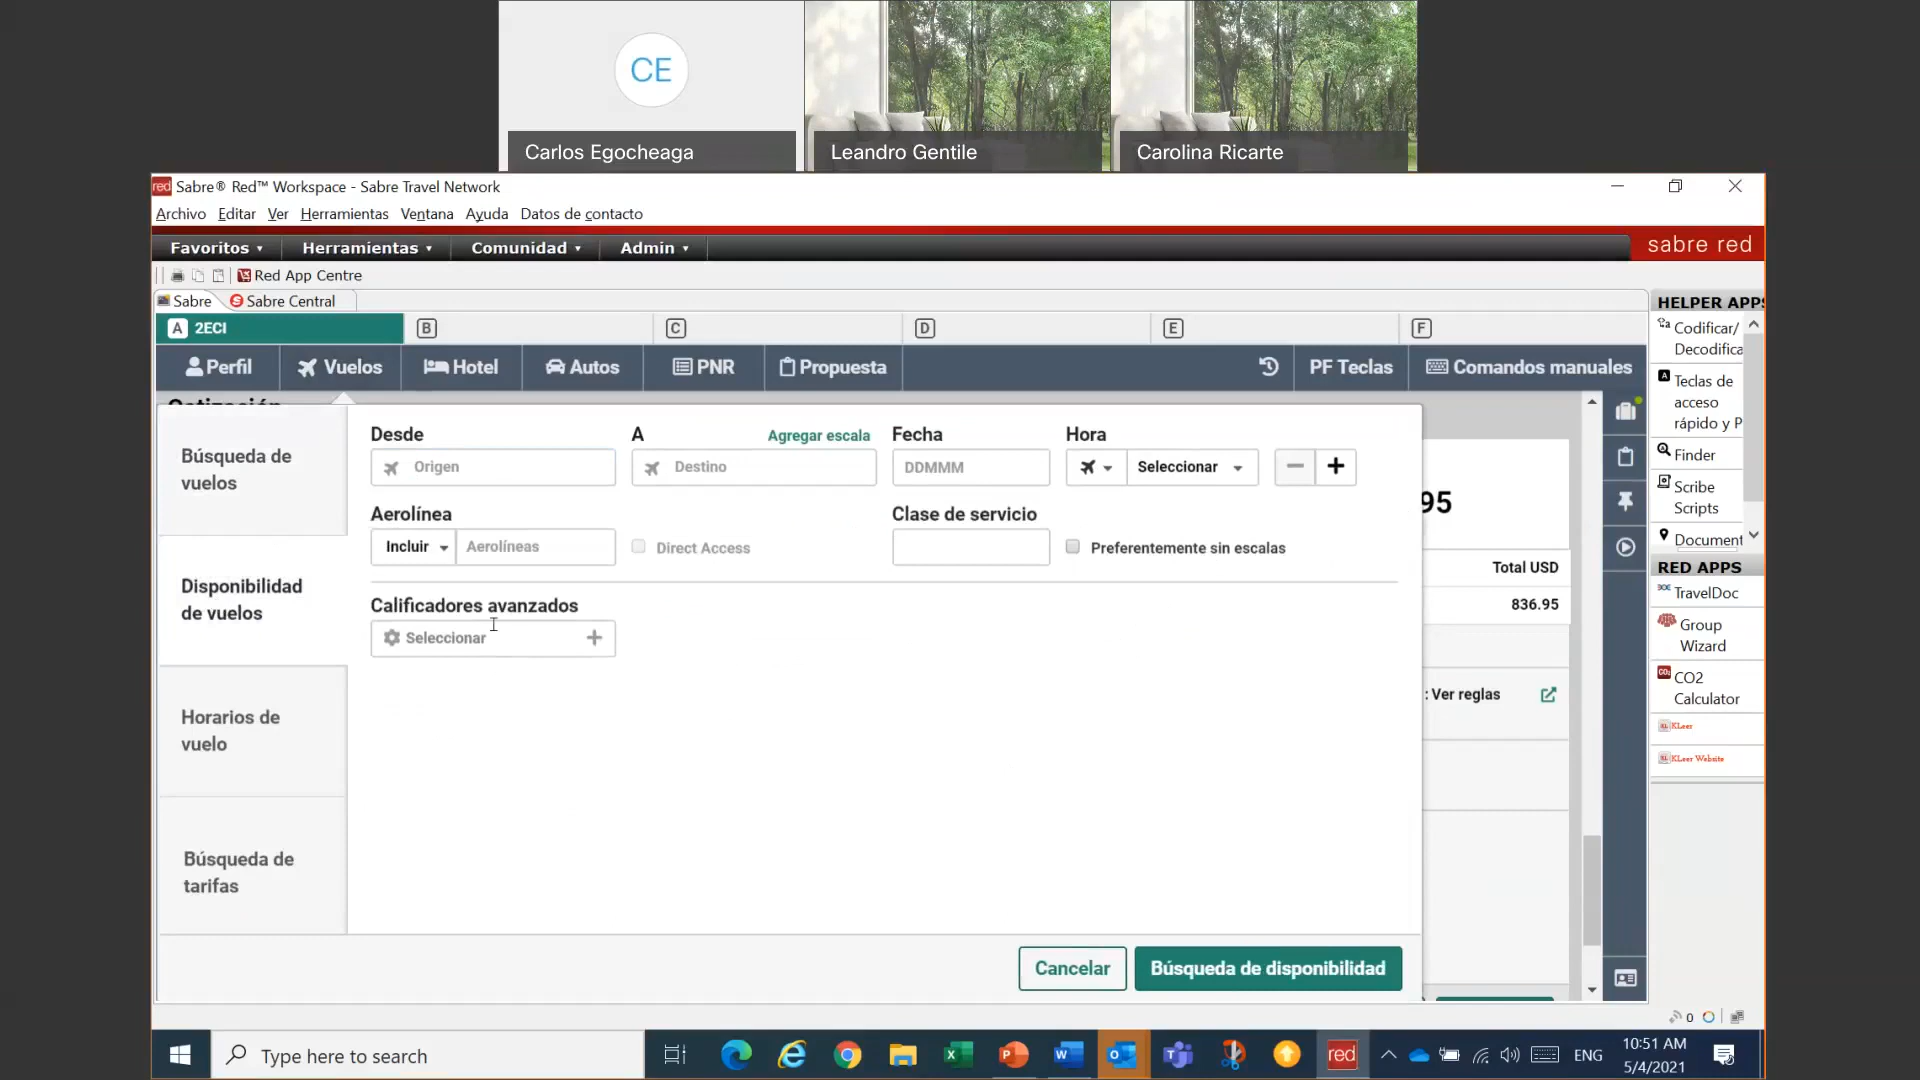 CE
Carlos Egocheaga
Leandro Gentile
Carolina Ricarte
red Sabre® Red™ Workspace - Sabre Travel Network
Archivo Editar Ver Herramientas Ventana Ayuda Datos de contacto
Favoritos Herramientas Comunidad Admin
sabre red
Red App Centre
Sabre Sabre Central
A 2ECI B C D E F
Perfil Vuelos Hotel Autos PNR Propuesta PF Teclas Comandos manuales
Cotización
Búsqueda de
vuelos
Disponibilidad
de vuelos
Horarios de
vuelo
Búsqueda de
tarifas
Desde A Agregar escala Fecha Hora
Origen Destino DDMMM Seleccionar
Aerolínea Clase de servicio
Incluir Aerolíneas Direct Access Preferentemente sin escalas
Calificadores avanzados
Seleccionar
Cancelar Búsqueda de disponibilidad
95
Total USD
836.95
: Ver reglas
HELPER APPS
Codificar/
Decodifica
Teclas de
acceso
rápido y P
Finder
Scribe
Scripts
Document
RED APPS
TravelDoc
Group
Wizard
CO2
Calculator
KLeer
KLeer Website
0
Type here to search
red
ENG
10:51 AM
5/4/2021